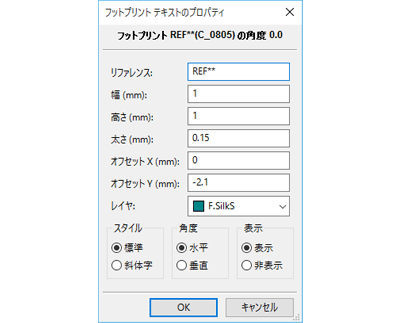 フットプリント テキストのプロパティ
フットプリント REF**(C_0805) の角度 0.0
リファレンス: REF**
幅 (mm): 1
高さ (mm): 1
太さ (mm): 0.15
オフセット X (mm): 0
オフセット Y (mm): -2.1
レイヤ: F.SilkS
スタイル 角度 表示
標準 水平 表示
斜体字 垂直 非表示
OK キャンセル